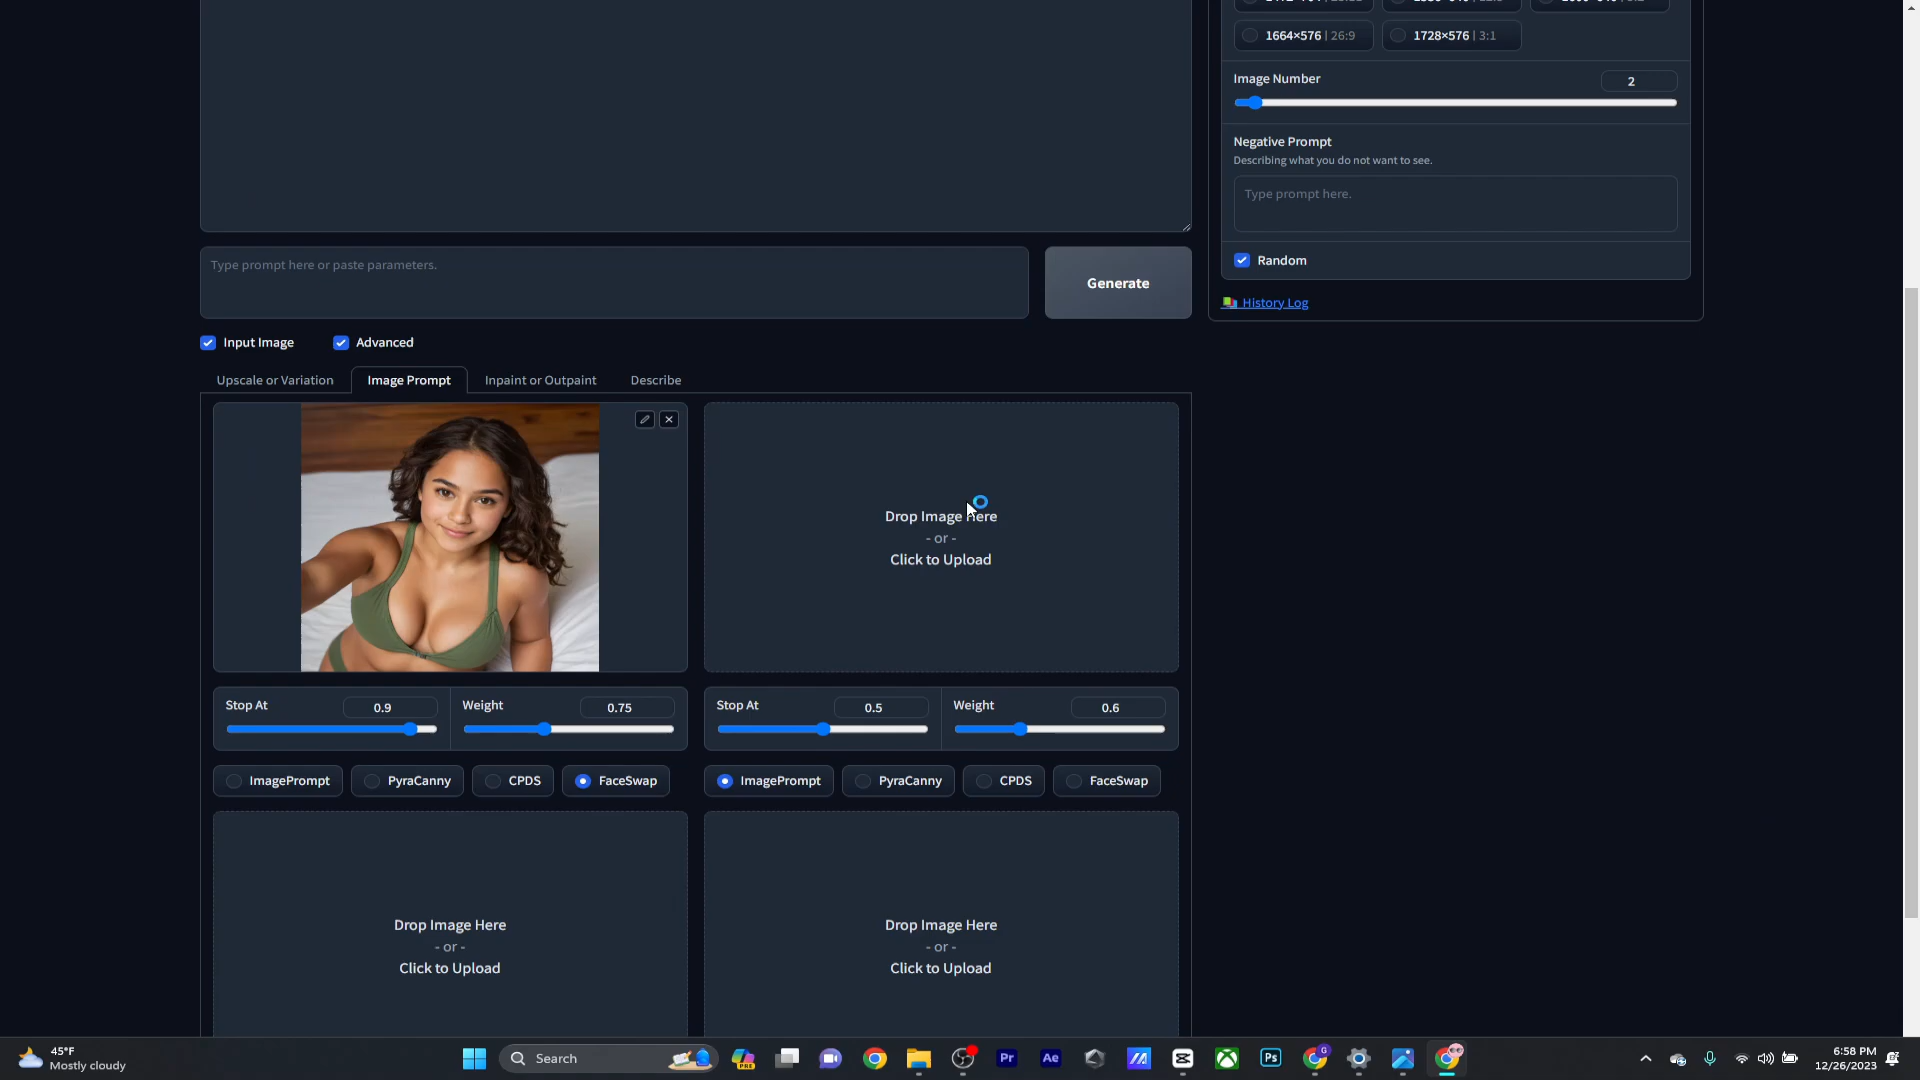 1664×576 | 26:9
1728×576 | 3:1
Image Number
2
Negative Prompt
Describing what you do not want to see.
Type prompt here.
Type prompt here or paste parameters.
Generate
Random
History Log
Input Image
Advanced
Upscale or Variation
Image Prompt
Inpaint or Outpaint
Describe
Drop Image Here
- or -
Click to Upload
Stop At
0.9
Weight
0.75
Stop At
0.5
Weight
0.6
ImagePrompt
PyraCanny
CPDS
FaceSwap
ImagePrompt
PyraCanny
CPDS
FaceSwap
Drop Image Here
- or -
Click to Upload
Drop Image Here
- or -
Click to Upload
45°F
Mostly cloudy
Search
PRE
Pr
Ae
Ps
G
6:58 PM
12/26/2023